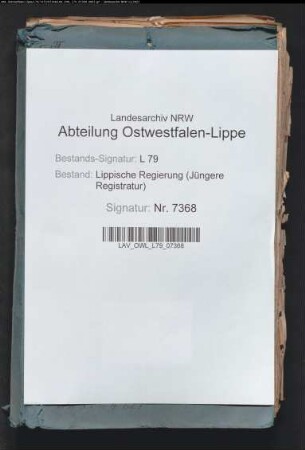 Landesarchiv NRW
Abteilung Ostwestfalen-Lippe
Bestands-Signatur: L 79
Bestand: Lippische Regierung (Jüngere
Registratur)
Signatur: Nr. 7368
LAV_OWL_L79_07368